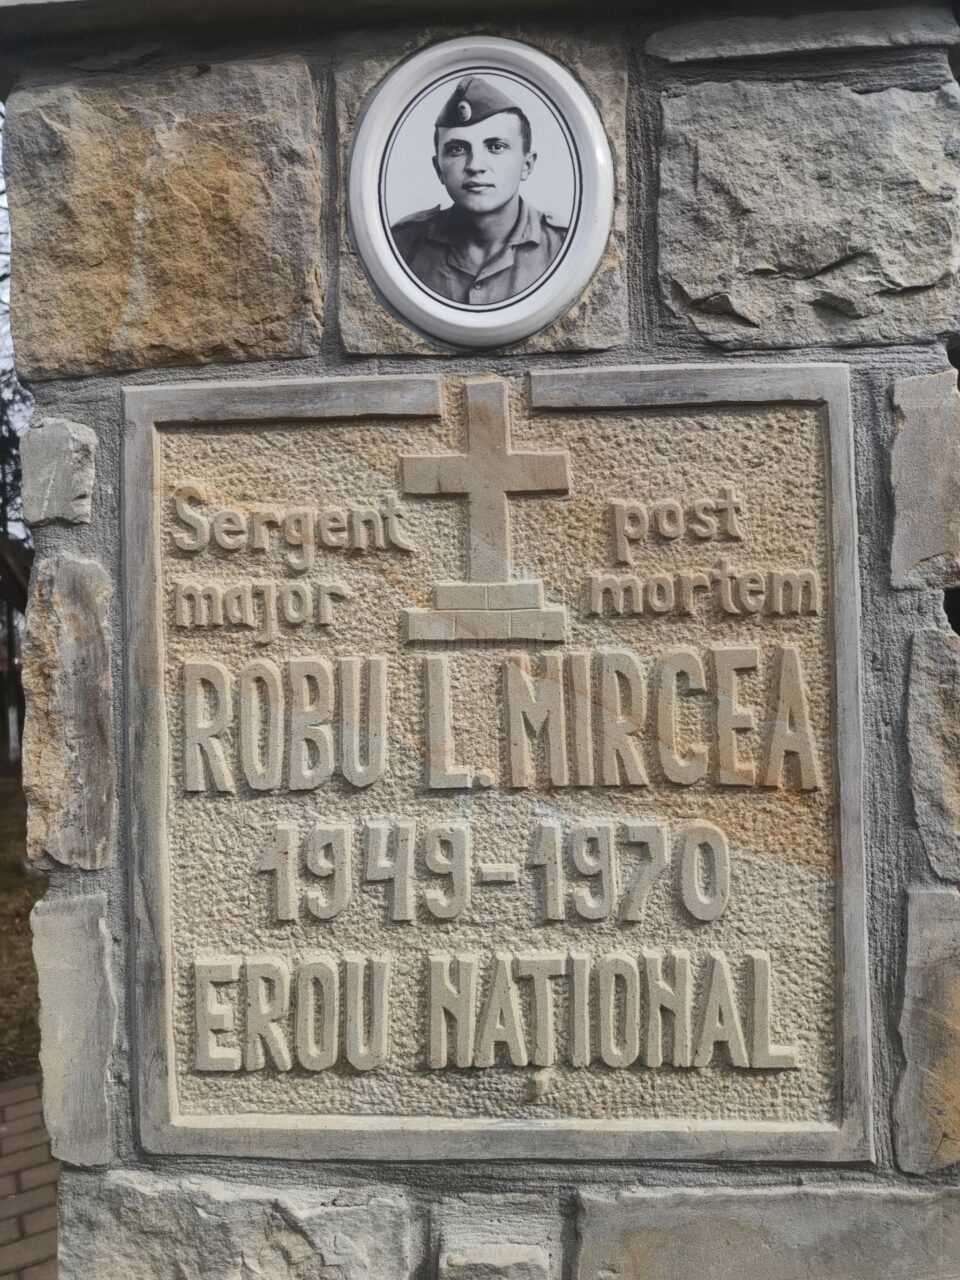 Sergent post
major mortem
ROBU L. MIRCEA
1949-1970
EROU NAȚIONAL